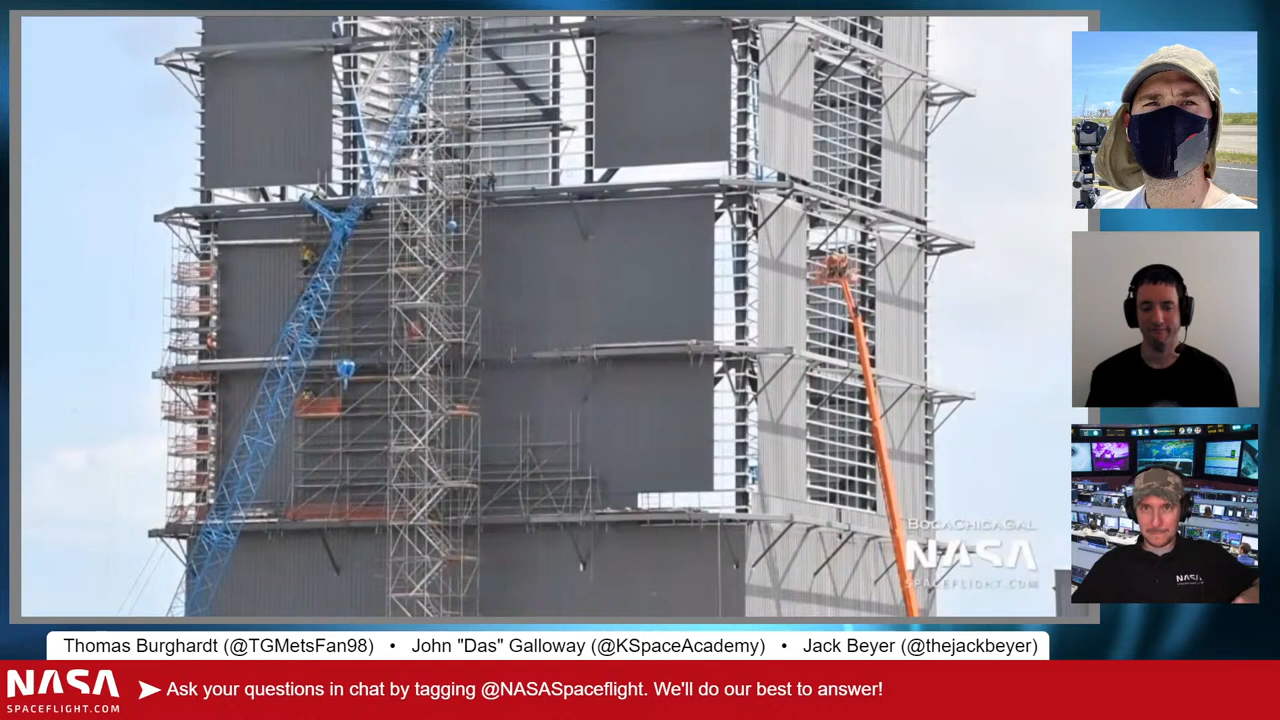 BOCACHICAGAL
NASA
SPACEFLIGHT.COM
NASA
Thomas Burghardt (@TGMetsFan98) • John "Das" Galloway (@KSpaceAcademy) • Jack Beyer (@thejackbeyer)
NASA
SPACEFLIGHT.COM
Ask your questions in chat by tagging @NASASpaceflight. We'll do our best to answer!